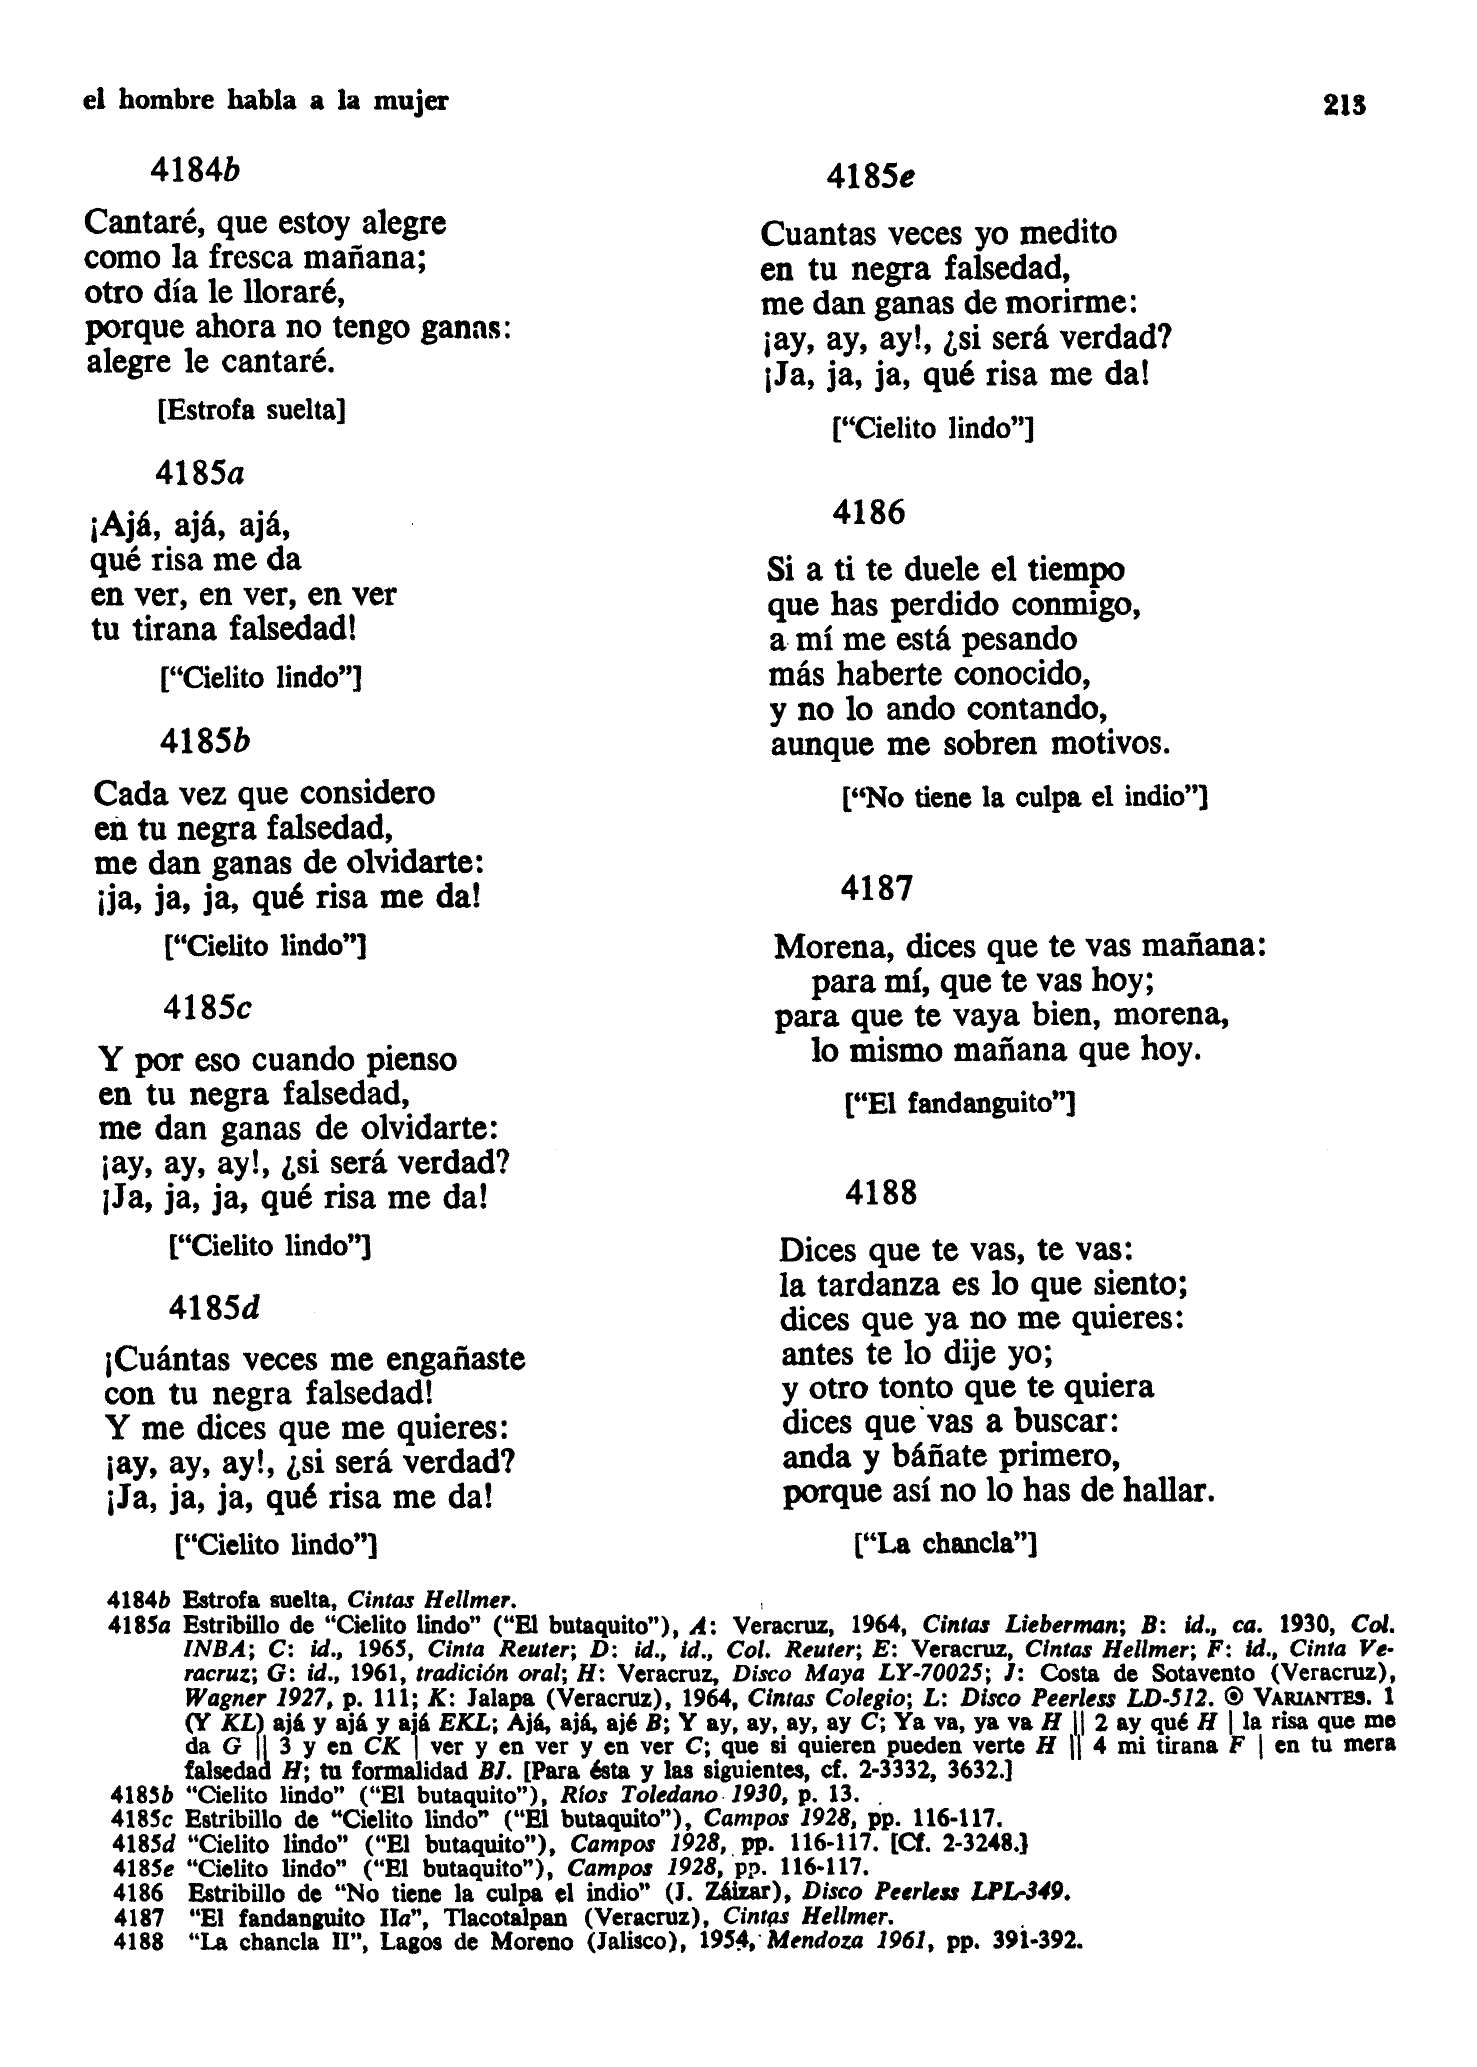 el hombre habla a la mujer
213
4184b
Cantaré, que estoy alegre
como la fresca mañana;
otro día le lloraré,
porque ahora no tengo ganas:
alegre le cantaré.
[Estrofa suelta]
4185a
¡Ajá, ajá, ajá,
qué risa me da
en ver, en ver, en ver
tu tirana falsedad!
[“Cielito lindo”]
4185b
Cada vez que considero
en tu negra falsedad,
me dan ganas de olvidarte:
¡ja, ja, ja, qué risa me da!
[“Cielito lindo”]
4185c
Y por eso cuando pienso
en tu negra falsedad,
me dan ganas de olvidarte:
¡ay, ay, ay!, ¿si será verdad?
¡Ja, ja, ja, qué risa me da!
[“Cielito lindo”]
4185d
¡Cuántas veces me engañaste
con tu negra falsedad!
Y me dices que me quieres:
¡ay, ay, ay!, ¿si será verdad?
¡Ja, ja, ja, qué risa me da!
[“Cielito lindo”]
4185e
Cuantas veces yo medito
en tu negra falsedad,
me dan ganas de morirme:
¡ay, ay, ay!, ¿si será verdad?
¡Ja, ja, ja, qué risa me da!
[“Cielito lindo”]
4186
Si a ti te duele el tiempo
que has perdido conmigo,
a mí me está pesando
más haberte conocido,
y no lo ando contando,
aunque me sobren motivos.
[“No tiene la culpa el indio”]
4187
Morena, dices que te vas mañana:
para mí, que te vas hoy;
para que te vaya bien, morena,
lo mismo mañana que hoy.
[“El fandanguito”]
4188
Dices que te vas, te vas:
la tardanza es lo que siento;
dices que ya no me quieres:
antes te lo dije yo;
y otro tonto que te quiera
dices que vas a buscar:
anda y báñate primero,
porque así no lo has de hallar.
[“La chancla”]
4184b Estrofa suelta, Cintas Hellmer.
4185a Estribillo de “Cielito lindo” (“El butaquito”), A: Veracruz, 1964, Cintas Lieberman; B: id., ca. 1930, Col.
INBA; C: id., 1965, Cinta Reuter; D: id., id., Col. Reuter; E: Veracruz, Cintas Hellmer; F: id., Cinta Ve-
racruz; G: id., 1961, tradición oral; H: Veracruz, Disco Maya LY-70025; J: Costa de Sotavento (Veracruz),
Wagner 1927, p. 111; K: Jalapa (Veracruz), 1964, Cintas Colegio; L: Disco Peerless LD-512. ⓞ VARIANTES. 1
(Y KL) ajá y ajá y ajá EKL; Ajá, ajá, ajé B; Y ay, ay, ay, ay C; Ya va, ya va H || 2 ay qué H | la risa que me
da G || 3 y en CK | ver y en ver y en ver C; que si quieren pueden verte H || 4 mi tirana F | en tu mera
falsedad H; tu formalidad BJ. [Para ésta y las siguientes, cf. 2-3332, 3632.]
4185b “Cielito lindo” (“El butaquito”), Ríos Toledano 1930, p. 13.
4185c Estribillo de “Cielito lindo” (“El butaquito”), Campos 1928, pp. 116-117.
4185d “Cielito lindo” (“El butaquito”), Campos 1928, pp. 116-117. [Cf. 2-3248.]
4185e “Cielito lindo” (“El butaquito”), Campos 1928, pp. 116-117.
4186 Estribillo de “No tiene la culpa el indio” (J. Záizar), Disco Peerless LPL-349.
4187 “El fandanguito IIa”, Tlacotalpan (Veracruz), Cintas Hellmer.
4188 “La chancla II”, Lagos de Moreno (Jalisco), 1954, Mendoza 1961, pp. 391-392.